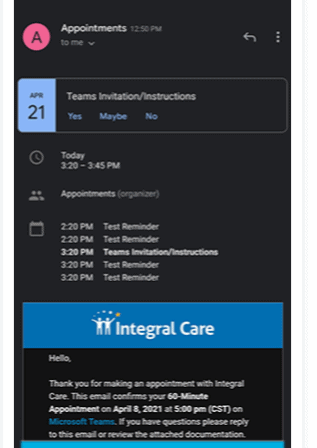 A
Appointments 12:50 PM
to me
APR
21
Teams Invitation/Instructions
Yes Maybe No
Today
3:20 – 3:45 PM
Appointments (organizer)
2:20 PM Test Reminder
2:20 PM Test Reminder
3:20 PM Teams Invitation/Instructions
3:20 PM Test Reminder
3:20 PM Test Reminder
Integral Care
Hello,
Thank you for making an appointment with Integral
Care. This email confirms your 60-Minute
Appointment on April 8, 2021 at 5:00 pm (CST) on
Microsoft Teams. If you have questions please reply
to this email or review the attached documentation.